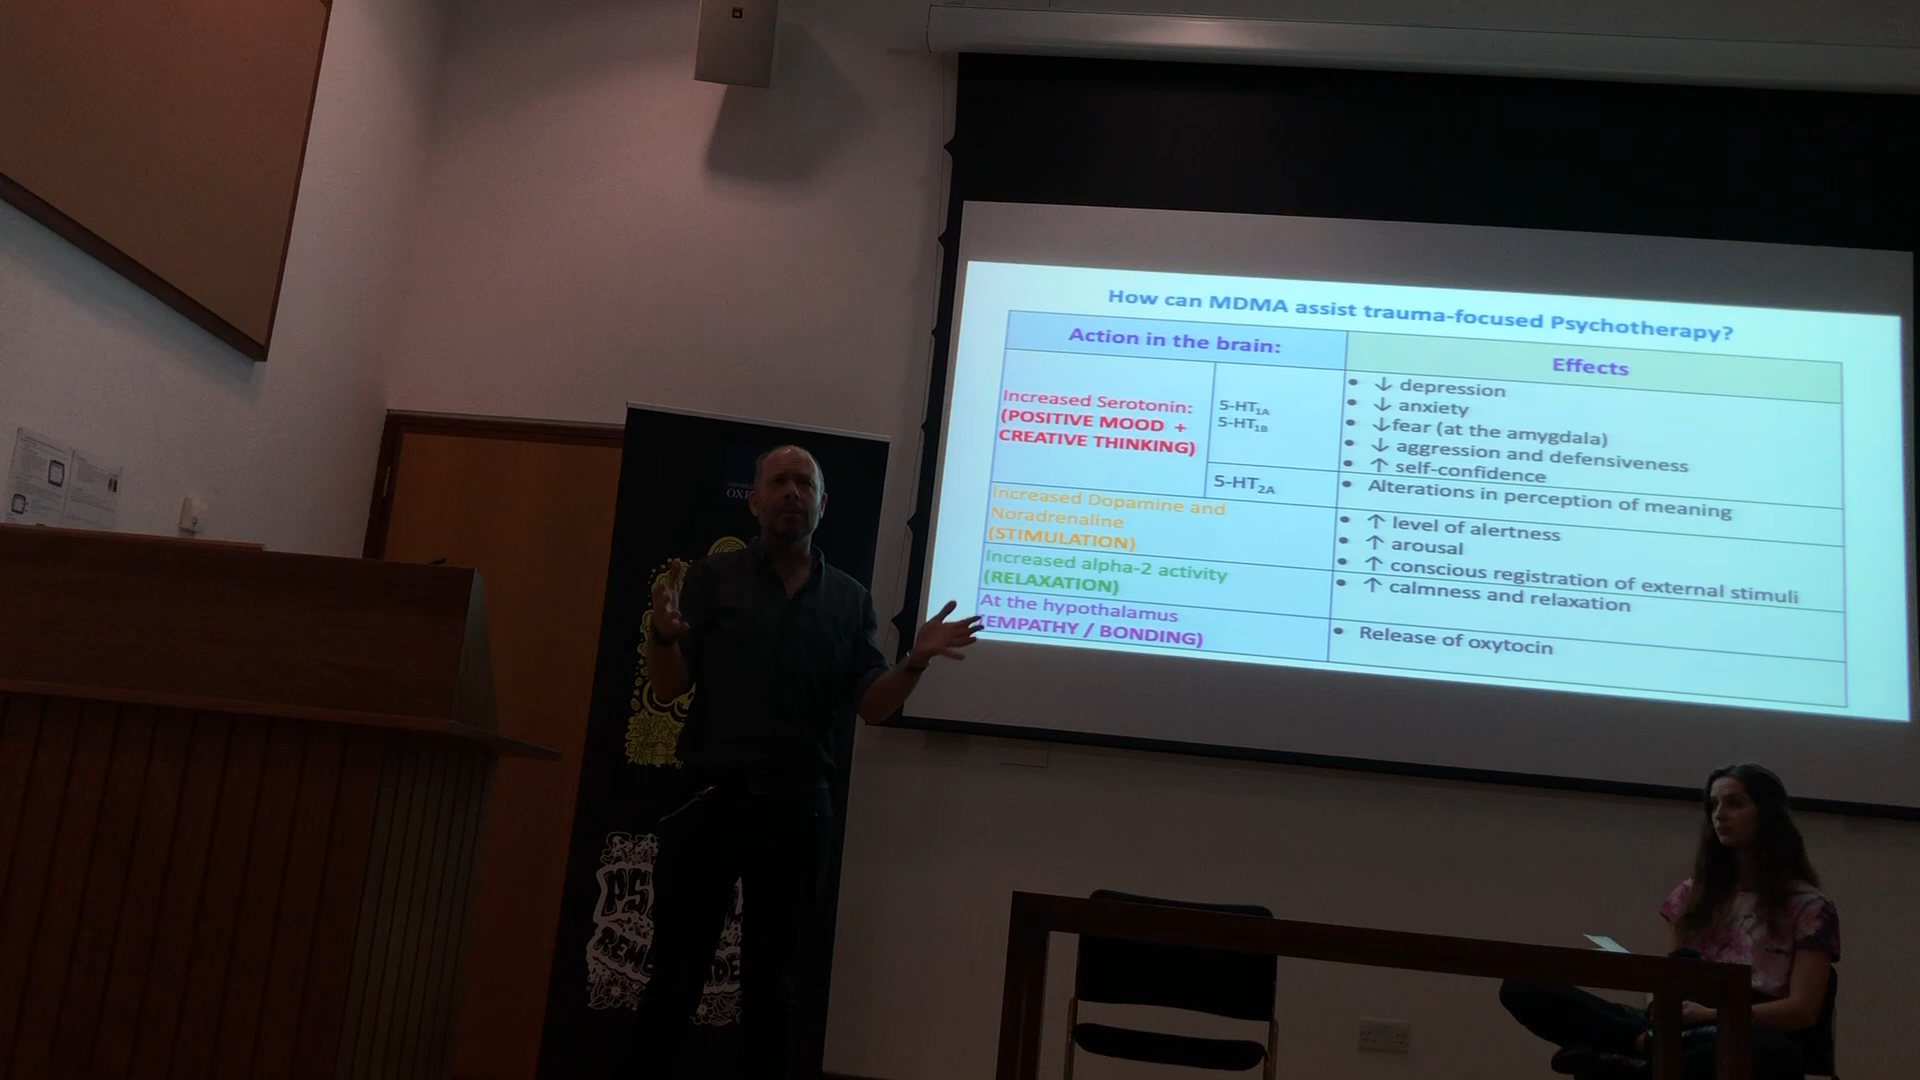 How can MDMA assist trauma-focused Psychotherapy?
Action in the brain:
Effects
Increased Serotonin:
(POSITIVE MOOD +
CREATIVE THINKING)
5-HT1A
5-HT1B
• ↓ depression
• ↓ anxiety
• ↓fear (at the amygdala)
• ↓ aggression and defensiveness
• ↑ self-confidence
5-HT2A
• Alterations in perception of meaning
Increased Dopamine and
Noradrenaline
(STIMULATION)
• ↑ level of alertness
• ↑ arousal
• ↑ conscious registration of external stimuli
Increased alpha-2 activity
(RELAXATION)
• ↑ calmness and relaxation
At the hypothalamus
(EMPATHY / BONDING)
• Release of oxytocin